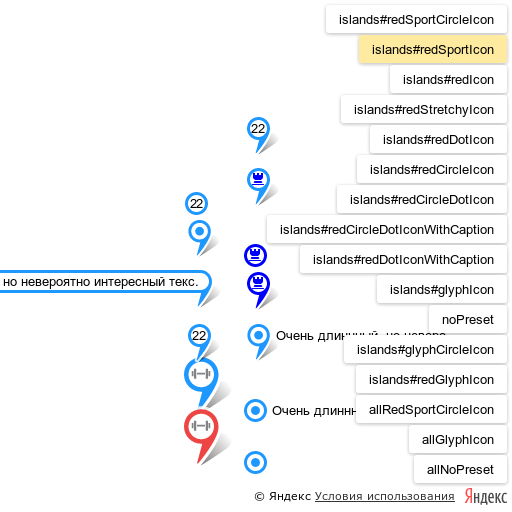 islands#redSportCircleIcon
islands#redSportIcon
islands#redIcon
islands#redStretchyIcon
22
islands#redDotIcon
islands#redCircleIcon
islands#redCircleDotIcon
22
islands#redCircleDotIconWithCaption
islands#redDotIconWithCaption
но невероятно интересный текс.
islands#glyphIcon
noPreset
22
Очень длиннный, но неверо
islands#glyphCircleIcon
islands#redGlyphIcon
Очень длинн
allRedSportCircleIcon
allGlyphIcon
allNoPreset
© Яндекс Условия использования Яндекс